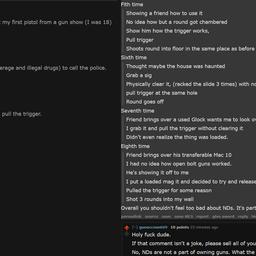 my first pistol from a gun show (I was 18)
erage and illegal drugs) to call the police.
pull the trigger.
Fith time
Showing a friend how to use it
No idea how but a round got chambered
Show him how the trigger works,
Pull trigger
Shoots round into floor in the same place as before
Sixth time
Thought maybe the house was haunted
Grab a sig
Physically clear it, (racked the slide 3 times) with no
pull trigger at the same hole
Round goes off
Seventh time
Friend brings over a used Glock wants me to look ov
I grab it and pull the trigger without clearing it
Didn't even realize the thing was loaded.
Eighth time
Friend brings over his transferable Mac 10
I had no idea how open bolt guns worked.
He's showing it off to me
I put a loaded mag it and decided to try and release
Pulled the trigger for some reason
Shot 3 rounds into my wall
Overall you shouldn't feel too bad about NDs. It's part
permalink source save save-RES report give award reply
10 points
Holy fuck dude.
If that comment isn't a joke, please sell all of you
No, NDs are not a part of owning guns. What the